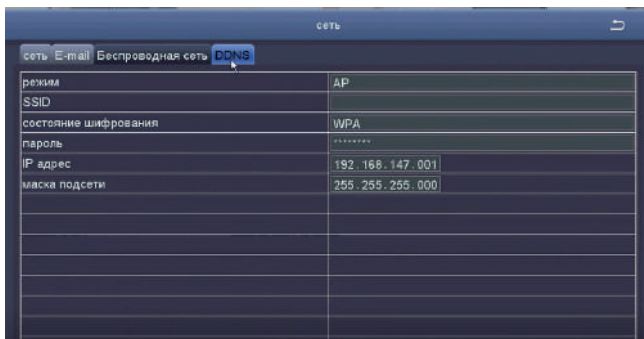 сеть
сеть E-mail Беспроводная сеть DDNS
режим AP
SSID
состояние шифрования WPA
пароль ********
IP адрес 192.168.147.001
маска подсети 255.255.255.000